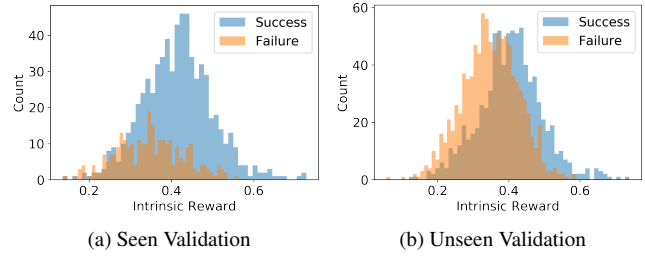 Success
Failure
40
30
20
10
0
Count
0.2 0.4 0.6
Intrinsic Reward
(a) Seen Validation
Success
Failure
60
40
20
0
Count
0.2 0.4 0.6
Intrinsic Reward
(b) Unseen Validation